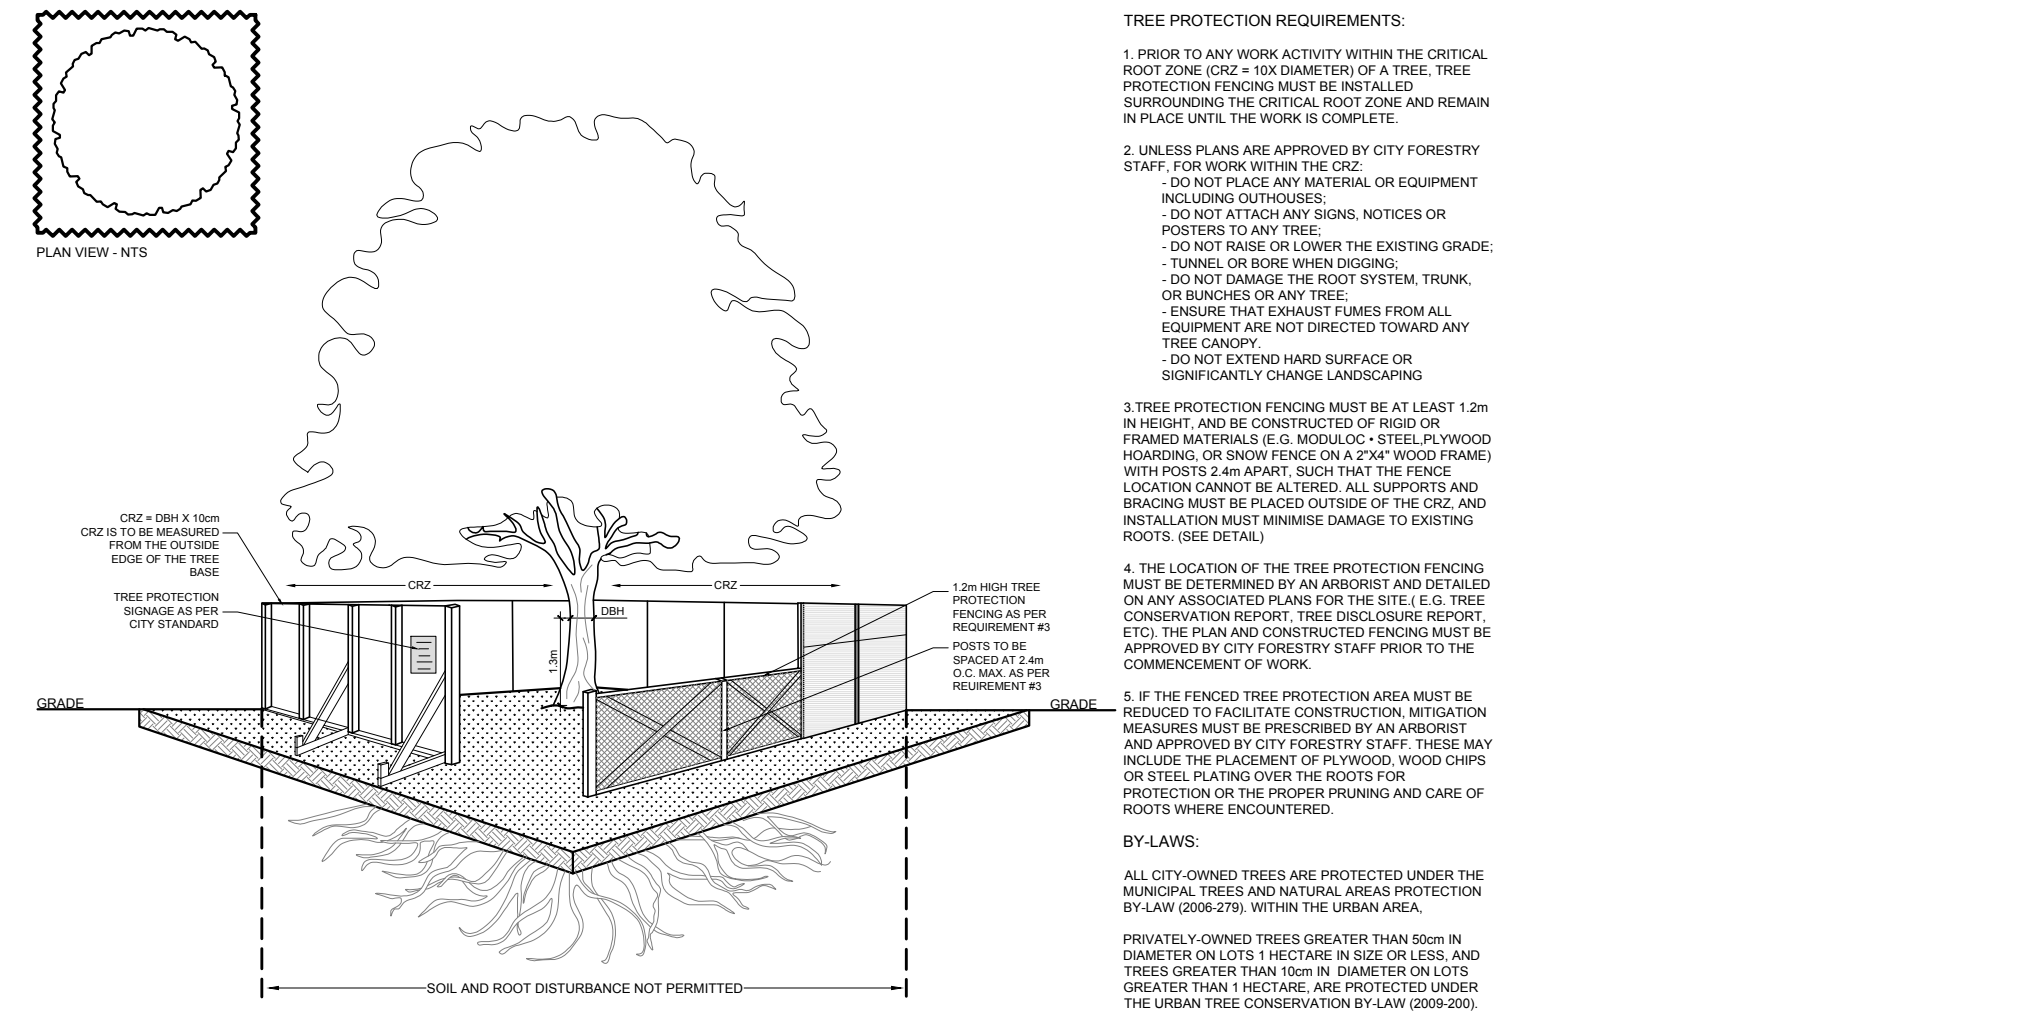 PLAN VIEW - NTS
CRZ = DBH X 10cm
CRZ IS TO BE MEASURED
FROM THE OUTSIDE
EDGE OF THE TREE
BASE
TREE PROTECTION
SIGNAGE AS PER
CITY STANDARD
CRZ
CRZ
DBH
1.3m
1.2m HIGH TREE
PROTECTION
FENCING AS PER
REQUIREMENT #3
POSTS TO BE
SPACED AT 2.4m
O.C. MAX. AS PER
REUIREMENT #3
GRADE
GRADE
SOIL AND ROOT DISTURBANCE NOT PERMITTED
TREE PROTECTION REQUIREMENTS:
1. PRIOR TO ANY WORK ACTIVITY WITHIN THE CRITICAL
ROOT ZONE (CRZ = 10X DIAMETER) OF A TREE, TREE
PROTECTION FENCING MUST BE INSTALLED
SURROUNDING THE CRITICAL ROOT ZONE AND REMAIN
IN PLACE UNTIL THE WORK IS COMPLETE.
2. UNLESS PLANS ARE APPROVED BY CITY FORESTRY
STAFF, FOR WORK WITHIN THE CRZ:
- DO NOT PLACE ANY MATERIAL OR EQUIPMENT
INCLUDING OUTHOUSES;
- DO NOT ATTACH ANY SIGNS, NOTICES OR
POSTERS TO ANY TREE;
- DO NOT RAISE OR LOWER THE EXISTING GRADE;
- TUNNEL OR BORE WHEN DIGGING;
- DO NOT DAMAGE THE ROOT SYSTEM, TRUNK,
OR BUNCHES OR ANY TREE;
- ENSURE THAT EXHAUST FUMES FROM ALL
EQUIPMENT ARE NOT DIRECTED TOWARD ANY
TREE CANOPY.
- DO NOT EXTEND HARD SURFACE OR
SIGNIFICANTLY CHANGE LANDSCAPING
3.TREE PROTECTION FENCING MUST BE AT LEAST 1.2m
IN HEIGHT, AND BE CONSTRUCTED OF RIGID OR
FRAMED MATERIALS (E.G. MODULOC • STEEL,PLYWOOD
HOARDING, OR SNOW FENCE ON A 2"X4" WOOD FRAME)
WITH POSTS 2.4m APART, SUCH THAT THE FENCE
LOCATION CANNOT BE ALTERED. ALL SUPPORTS AND
BRACING MUST BE PLACED OUTSIDE OF THE CRZ, AND
INSTALLATION MUST MINIMISE DAMAGE TO EXISTING
ROOTS. (SEE DETAIL)
4. THE LOCATION OF THE TREE PROTECTION FENCING
MUST BE DETERMINED BY AN ARBORIST AND DETAILED
ON ANY ASSOCIATED PLANS FOR THE SITE.( E.G. TREE
CONSERVATION REPORT, TREE DISCLOSURE REPORT,
ETC). THE PLAN AND CONSTRUCTED FENCING MUST BE
APPROVED BY CITY FORESTRY STAFF PRIOR TO THE
COMMENCEMENT OF WORK.
5. IF THE FENCED TREE PROTECTION AREA MUST BE
REDUCED TO FACILITATE CONSTRUCTION, MITIGATION
MEASURES MUST BE PRESCRIBED BY AN ARBORIST
AND APPROVED BY CITY FORESTRY STAFF. THESE MAY
INCLUDE THE PLACEMENT OF PLYWOOD, WOOD CHIPS
OR STEEL PLATING OVER THE ROOTS FOR
PROTECTION OR THE PROPER PRUNING AND CARE OF
ROOTS WHERE ENCOUNTERED.
BY-LAWS:
ALL CITY-OWNED TREES ARE PROTECTED UNDER THE
MUNICIPAL TREES AND NATURAL AREAS PROTECTION
BY-LAW (2006-279). WITHIN THE URBAN AREA,
PRIVATELY-OWNED TREES GREATER THAN 50cm IN
DIAMETER ON LOTS 1 HECTARE IN SIZE OR LESS, AND
TREES GREATER THAN 10cm IN DIAMETER ON LOTS
GREATER THAN 1 HECTARE, ARE PROTECTED UNDER
THE URBAN TREE CONSERVATION BY-LAW (2009-200).